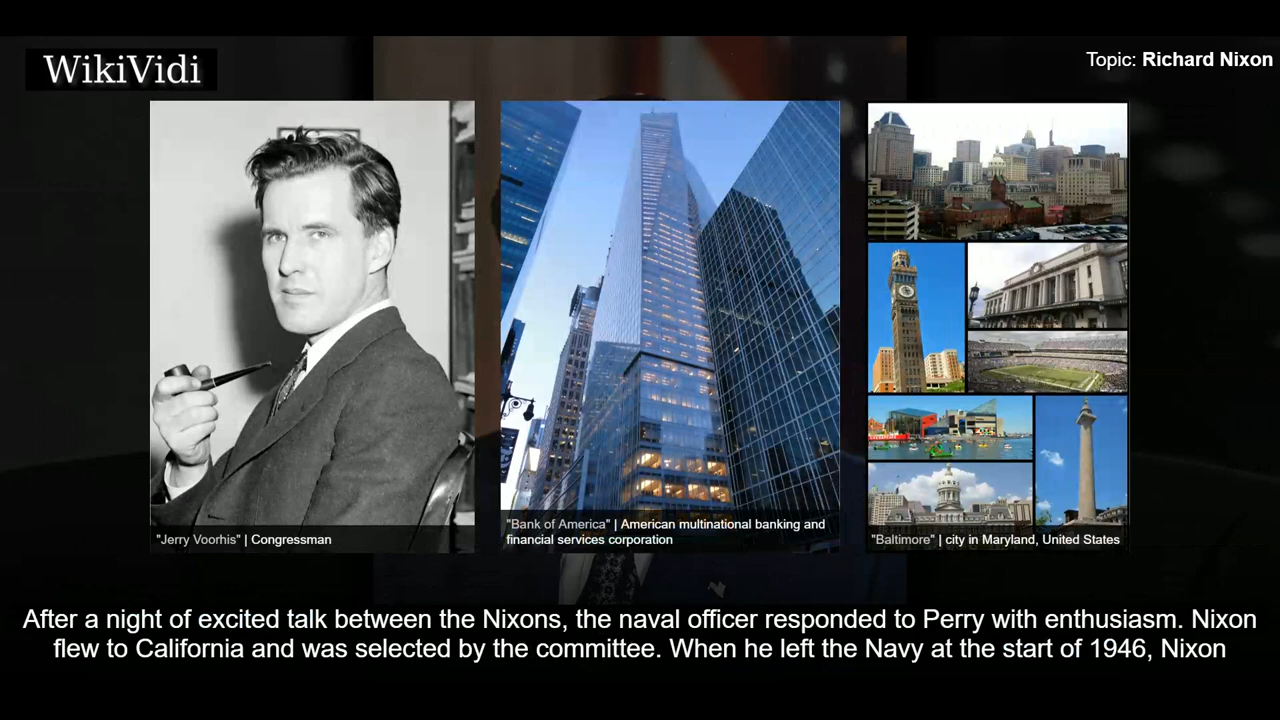 WikiVidi
Topic: Richard Nixon
"Jerry Voorhis" | Congressman
"Bank of America" | American multinational banking and
financial services corporation
"Baltimore" | city in Maryland, United States
After a night of excited talk between the Nixons, the naval officer responded to Perry with enthusiasm. Nixon
flew to California and was selected by the committee. When he left the Navy at the start of 1946, Nixon